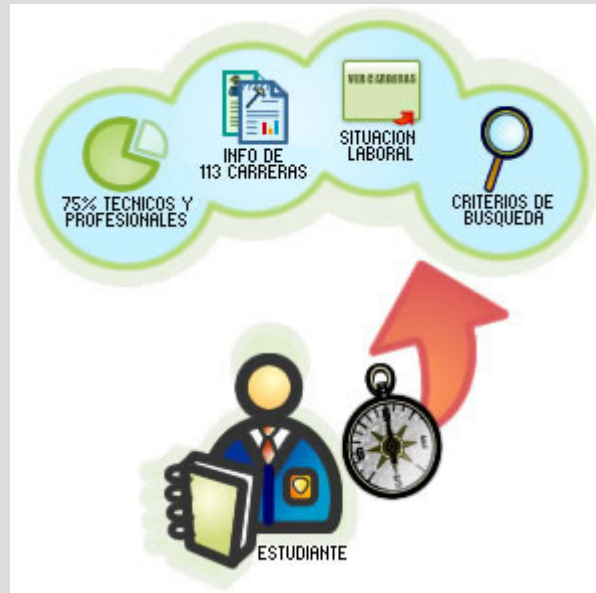 75% TECNICOS Y
PROFESIONALES
INFO DE
113 CARRERAS
VER CARRERAS
SITUACION
LABORAL
CRITERIOS DE
BUSQUEDA
ESTUDIANTE